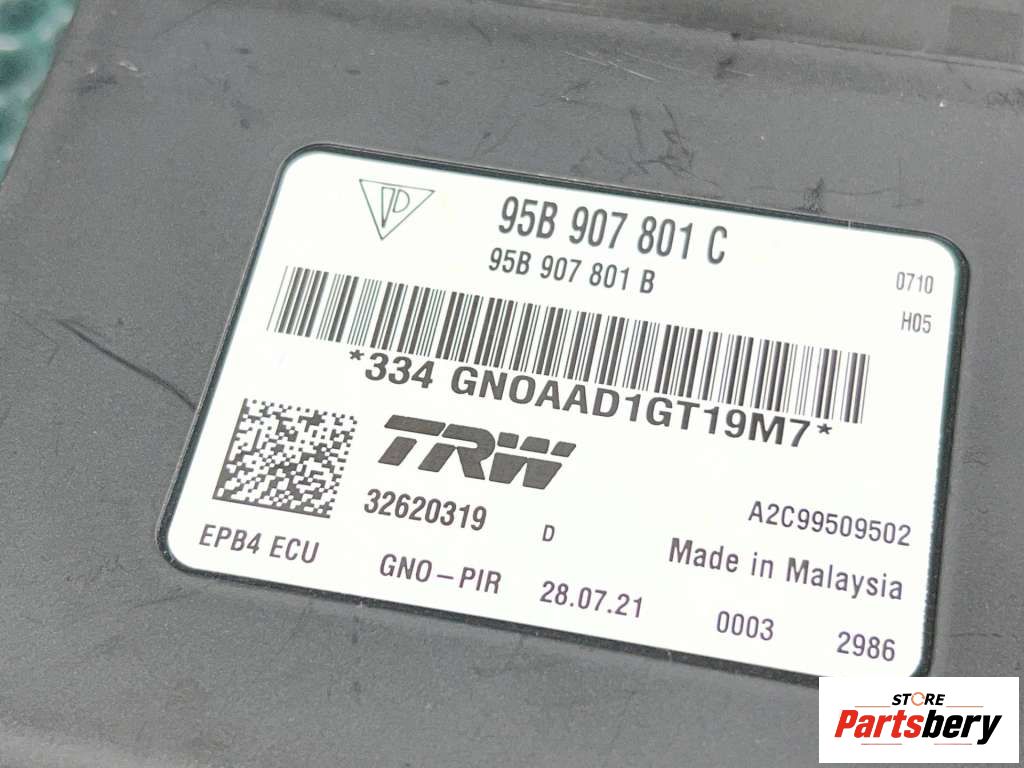 95B 907 801 C
95B 907 801 B
0710
H05
*334 GNOAAD1GT19M7*
TRW
32620319
D
A2C99509502
EPB4 ECU
GNO-PIR
28.07.21
Made in Malaysia
0003
2986
STORE
Partsbery